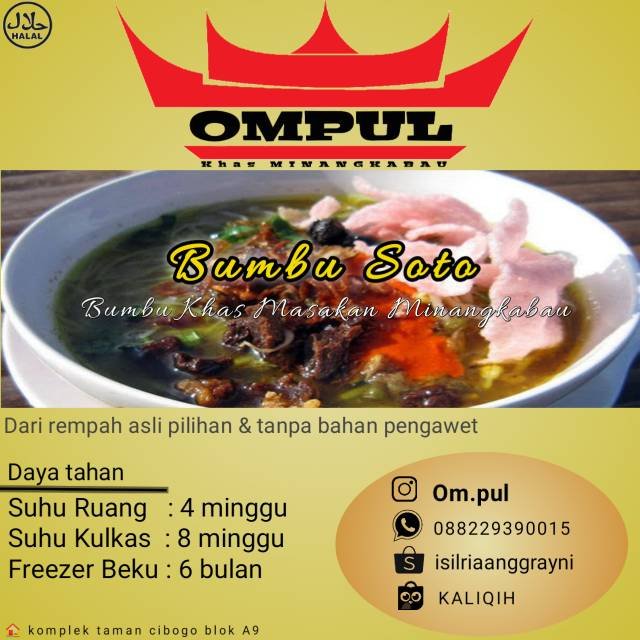 حلال
HALAL
OMPUL
Khas MINANGKABAU
Bumbu Soto
Bumbu Khas Masakan Minangkabau
Dari rempah asli pilihan & tanpa bahan pengawet
Daya tahan
Suhu Ruang : 4 minggu
Suhu Kulkas : 8 minggu
Freezer Beku : 6 bulan
Om.pul
088229390015
S isilriaanggrayni
KALIQIH
komplek taman cibogo blok A9